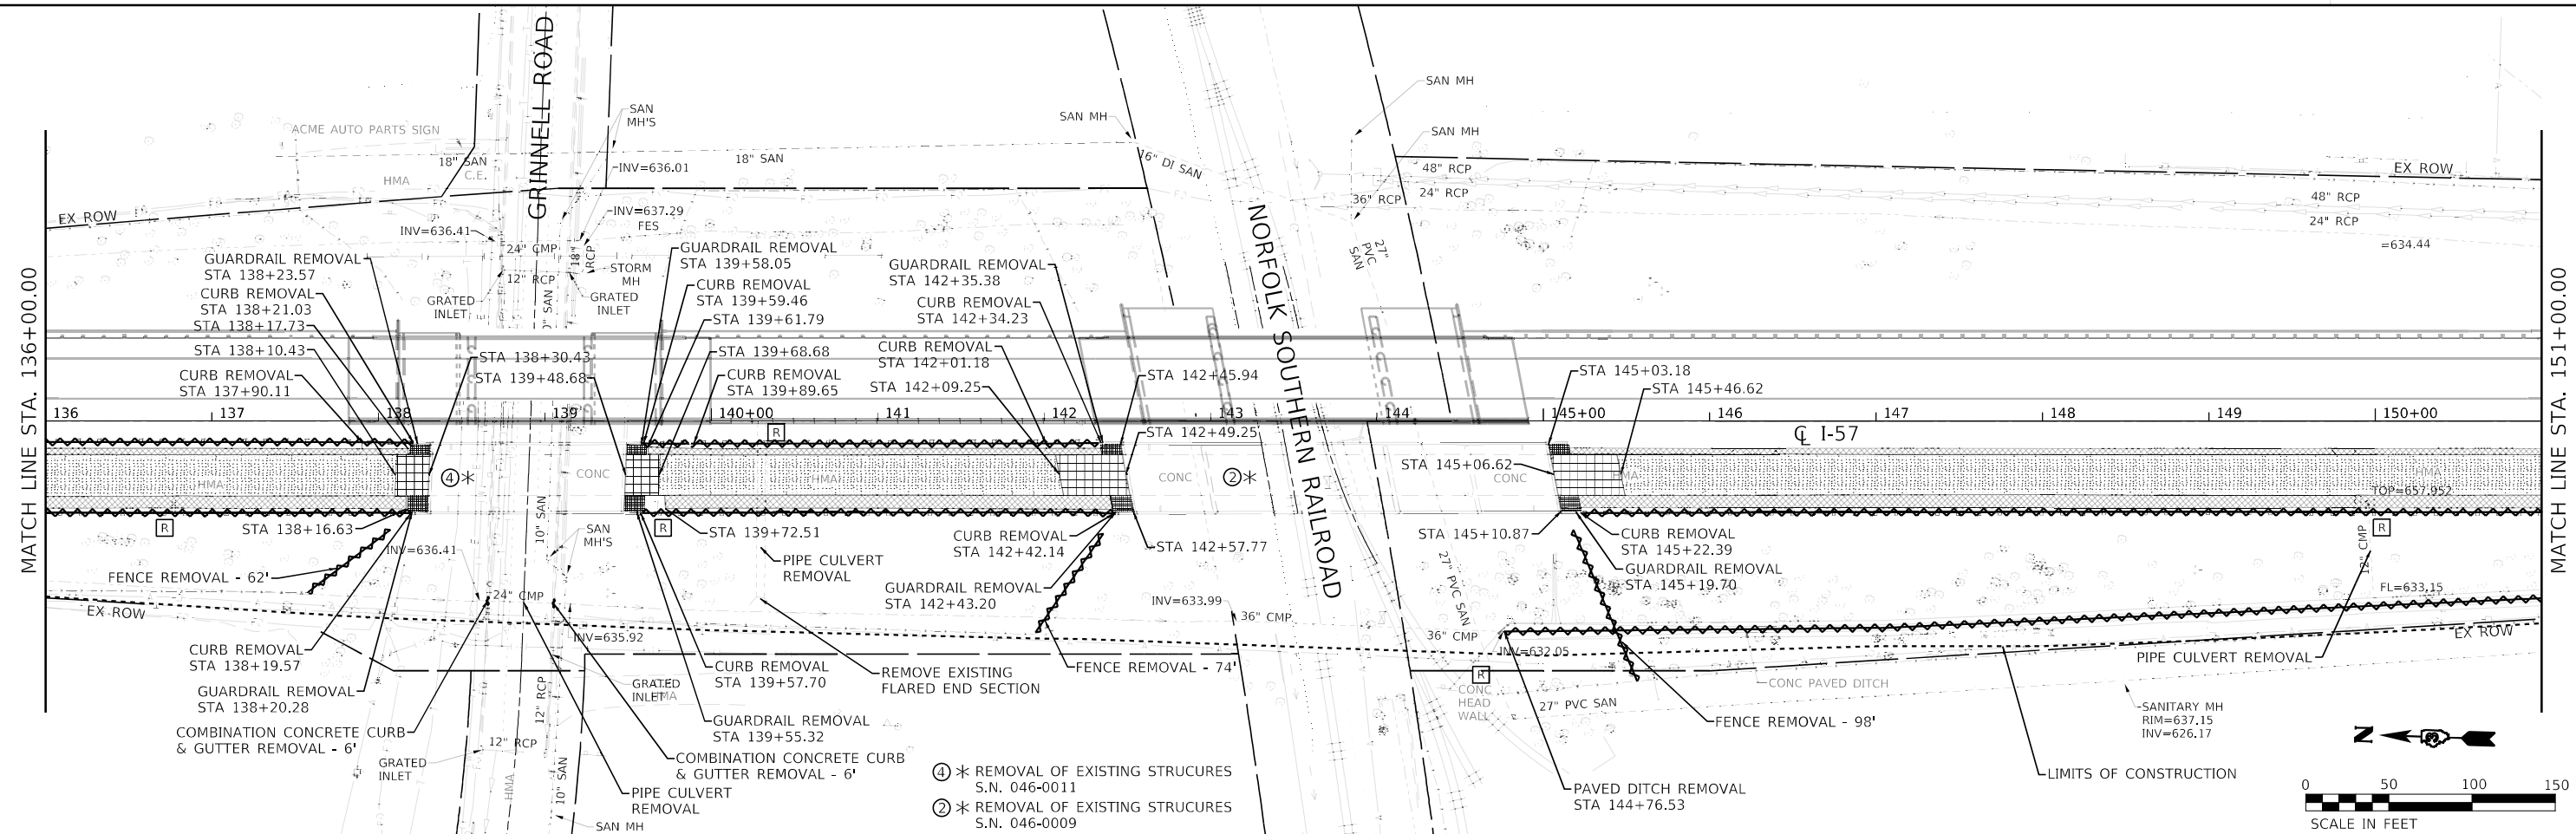 MATCH LINE STA. 136+00.00
GRINNELL ROAD
ACME AUTO PARTS SIGN
18" SAN
C.E.
HMA
EX ROW
SAN
MH'S
INV=636.01
18" SAN
INV=637.29
FES
INV=636.41
24" CMP
18"
RCP
12" RCP
STORM
MH
GRATED
INLET
GRATED
INLET
SAN MH
16" DI SAN
SAN MH
SAN MH
48" RCP
24" RCP
36" RCP
27"
PVC
SAN
EX ROW
48" RCP
24" RCP
=634.44
NORFOLK SOUTHERN RAILROAD
GUARDRAIL REMOVAL
STA 138+23.57
CURB REMOVAL
STA 138+21.03
STA 138+17.73
STA 138+10.43
CURB REMOVAL
STA 137+90.11
STA 138+30.43
STA 139+48.68
GUARDRAIL REMOVAL
STA 139+58.05
CURB REMOVAL
STA 139+59.46
STA 139+61.79
STA 139+68.68
CURB REMOVAL
STA 139+89.65
GUARDRAIL REMOVAL
STA 142+35.38
CURB REMOVAL
STA 142+34.23
CURB REMOVAL
STA 142+01.18
STA 142+09.25
STA 142+45.94
STA 142+49.25
STA 145+03.18
STA 145+46.62
136
137
138
139
140+00
141
142
143
144
145+00
146
147
148
149
150+00
R
℄ I-57
HMA
4 *
CONC
HMA
CONC
2 *
STA 145+06.62
CONC
HMA
HMA
TOP=657.952
R
STA 138+16.63
R
STA 139+72.51
CURB REMOVAL
STA 142+42.14
STA 142+57.77
STA 145+10.87
CURB REMOVAL
STA 145+22.39
GUARDRAIL REMOVAL
STA 145+19.70
R
12" CMP
FL=633.15
10" SAN
SAN
MH'S
INV=636.41
FENCE REMOVAL - 62'
24" CMP
PIPE CULVERT
REMOVAL
GUARDRAIL REMOVAL
STA 142+43.20
INV=633.99
36" CMP
27" PVC SAN
36" CMP
INV=632.05
EX ROW
INV=635.92
EX ROW
CURB REMOVAL
STA 138+19.57
GUARDRAIL REMOVAL
STA 138+20.28
COMBINATION CONCRETE CURB
& GUTTER REMOVAL - 6'
GRATED
INLET
12" RCP
12" RCP
HMA
10" SAN
SAN MH
GRATED
INLET
HMA
CURB REMOVAL
STA 139+57.70
GUARDRAIL REMOVAL
STA 139+55.32
COMBINATION CONCRETE CURB
& GUTTER REMOVAL - 6'
PIPE CULVERT
REMOVAL
REMOVE EXISTING
FLARED END SECTION
FENCE REMOVAL - 74'
R
CONC
HEAD
WALL
27" PVC SAN
CONC PAVED DITCH
FENCE REMOVAL - 98'
PIPE CULVERT REMOVAL
SANITARY MH
RIM=637.15
INV=626.17
LIMITS OF CONSTRUCTION
PAVED DITCH REMOVAL
STA 144+76.53
4 * REMOVAL OF EXISTING STRUCURES
S.N. 046-0011
2 * REMOVAL OF EXISTING STRUCURES
S.N. 046-0009
N
0 50 100 150
SCALE IN FEET
MATCH LINE STA. 151+00.00